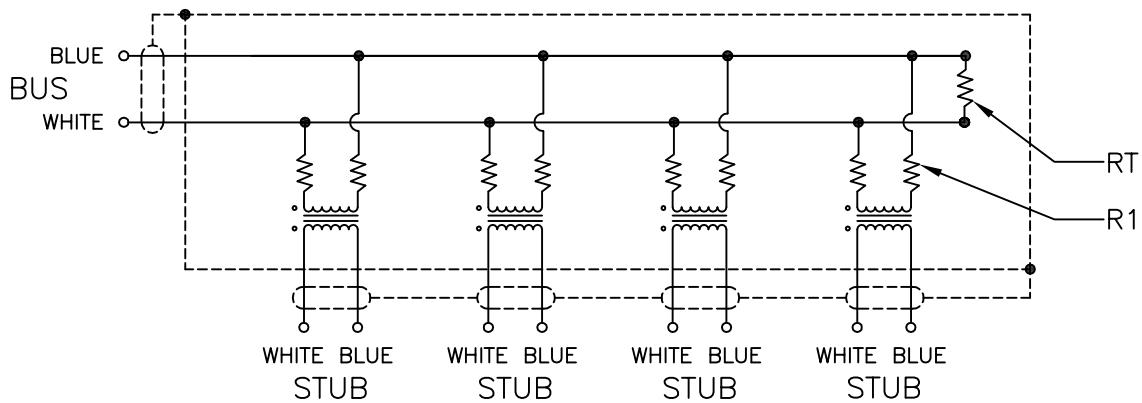 BLUE
BUS
WHITE
RT
R1
WHITE BLUE WHITE BLUE WHITE BLUE WHITE BLUE
STUB STUB STUB STUB